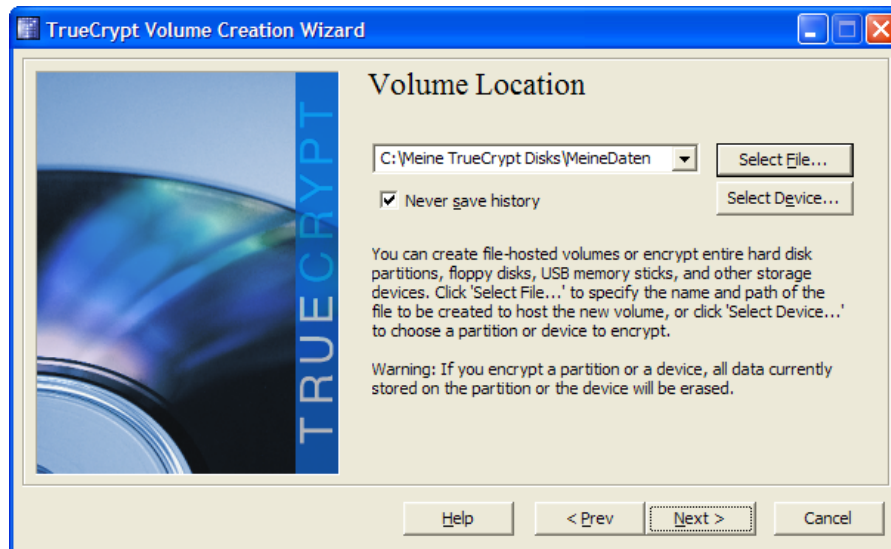 TrueCrypt Volume Creation Wizard
TRUECRYPT
Volume Location
C:\Meine TrueCrypt Disks\MeineDaten
Select File...
Never save history
Select Device...
You can create file-hosted volumes or encrypt entire hard disk
partitions, floppy disks, USB memory sticks, and other storage
devices. Click 'Select File...' to specify the name and path of the
file to be created to host the new volume, or click 'Select Device...'
to choose a partition or device to encrypt.
Warning: If you encrypt a partition or a device, all data currently
stored on the partition or the device will be erased.
Help
< Prev
Next >
Cancel